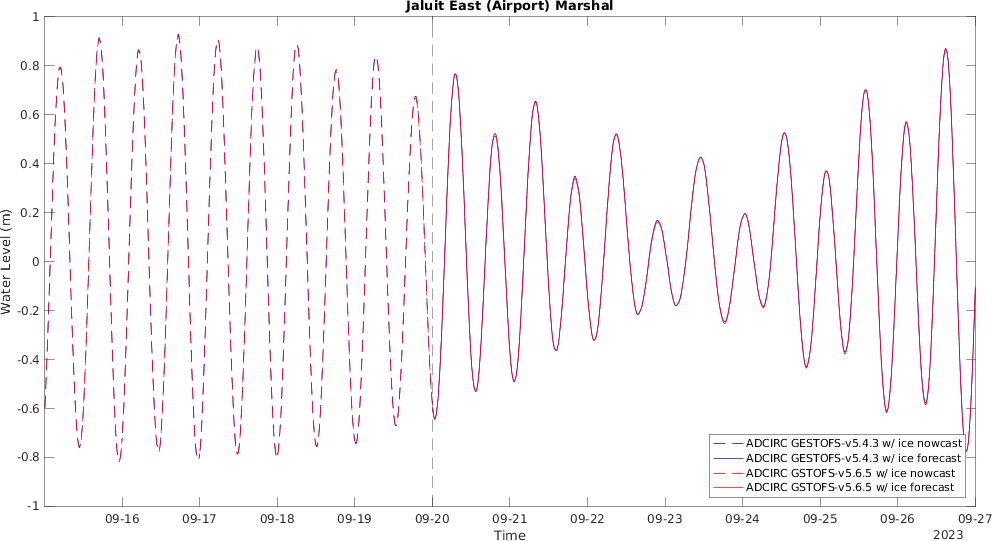 Jaluit East (Airport) Marshal
Water Level (m)
1
0.8
0.6
0.4
0.2
0
-0.2
-0.4
-0.6
-0.8
-1
ADCIRC GESTOFS-v5.4.3 w/ ice nowcast
ADCIRC GESTOFS-v5.4.3 w/ ice forecast
ADCIRC GSTOFS-v5.6.5 w/ ice nowcast
ADCIRC GSTOFS-v5.6.5 w/ ice forecast
09-16 09-17 09-18 09-19 09-20 09-21 09-22 09-23 09-24 09-25 09-26 09-27
Time
2023